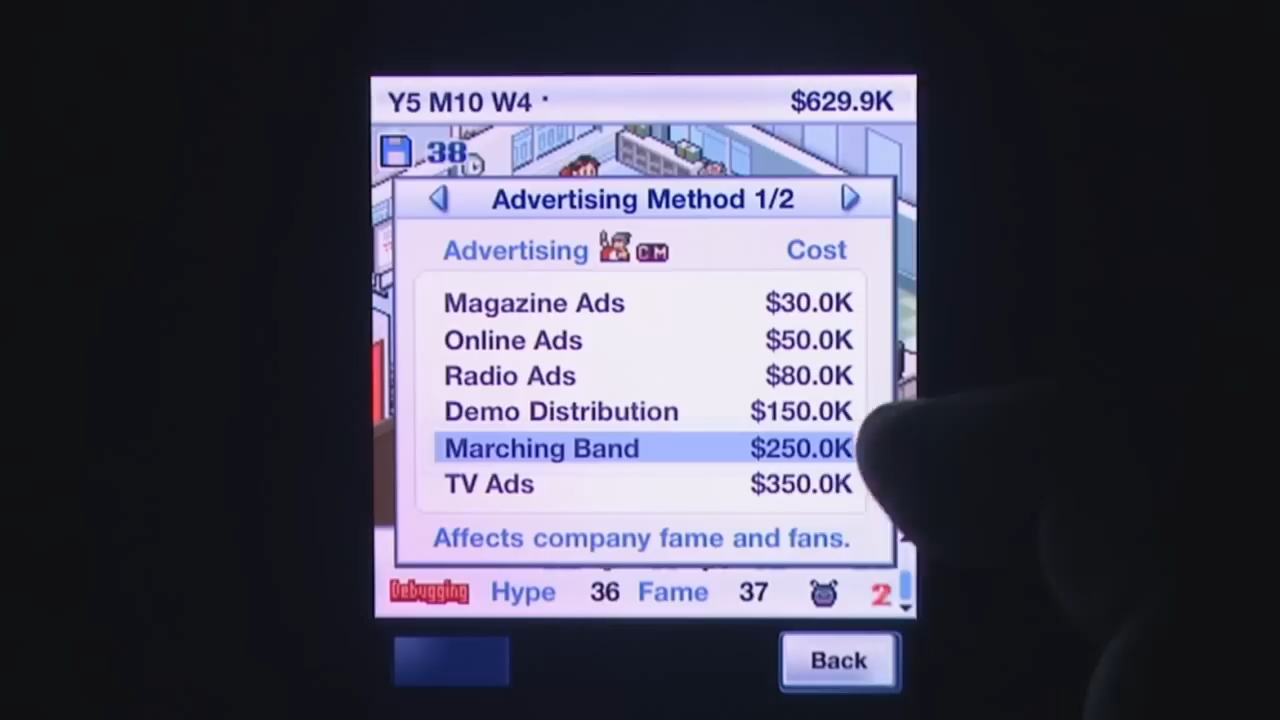 Y5 M10 W4 $629.9K
38
Advertising Method 1/2
Advertising CM Cost
Magazine Ads $30.0K
Online Ads $50.0K
Radio Ads $80.0K
Demo Distribution $150.0K
Marching Band $250.0K
TV Ads $350.0K
Affects company fame and fans.
Debugging Hype 36 Fame 37 2
Back